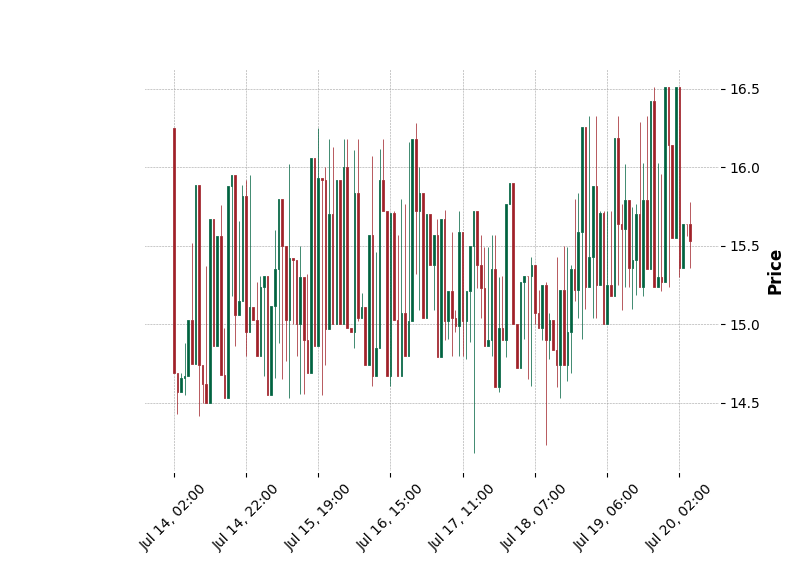 16.5
16.0
15.5
15.0
14.5
Price
Jul 14, 02:00
Jul 14, 22:00
Jul 15, 19:00
Jul 16, 15:00
Jul 17, 11:00
Jul 18, 07:00
Jul 19, 06:00
Jul 20, 02:00